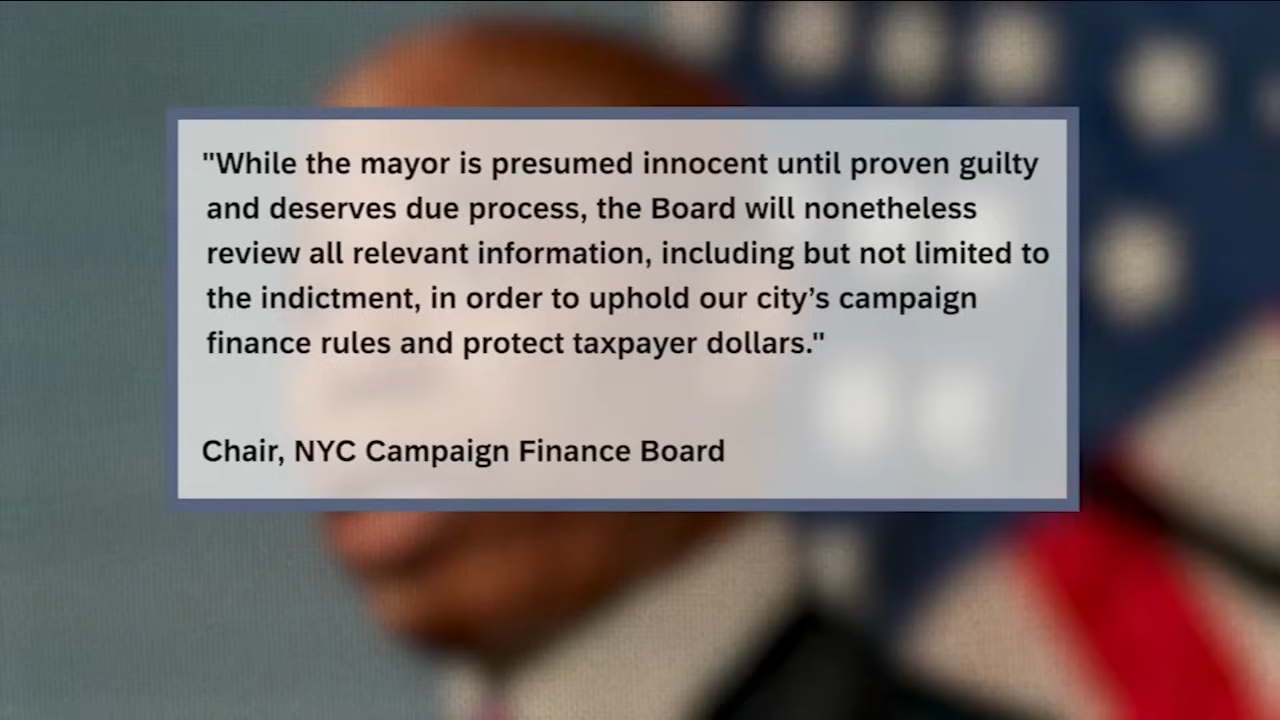 "While the mayor is presumed innocent until proven guilty
and deserves due process, the Board will nonetheless
review all relevant information, including but not limited to
the indictment, in order to uphold our city’s campaign
finance rules and protect taxpayer dollars."
Chair, NYC Campaign Finance Board